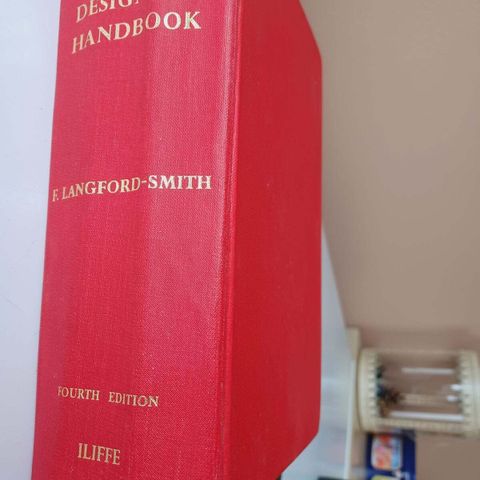 HANDBOOK
F. LANGFORD-SMITH
FOURTH EDITION
ILIFFE